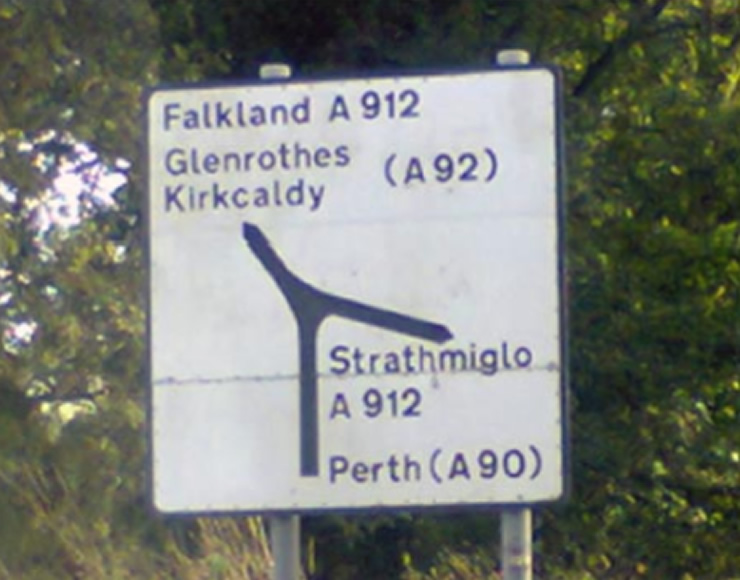 Falkland A 912
Glenrothes (A 92)
Kirkcaldy
Strathmiglo
A 912
Perth (A 90)